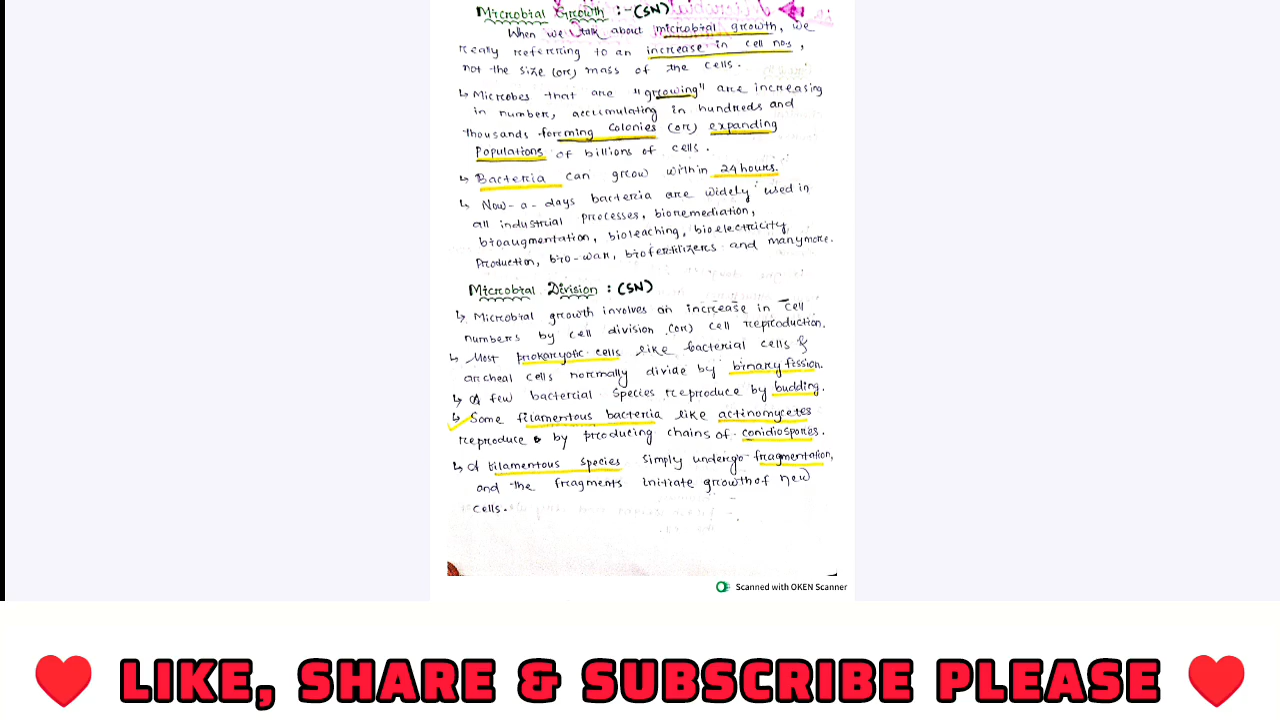 Microbial Growth :- (SN)
When we talk about microbial growth, we
really referering to an increase in cell nos,
not the size (or) mass of the cells.
↳ Microbes that are "growing" are increasing
in number, accumulating in hundreds and
thousands forming colonies (or) expanding
Populations of billions of cells.
↳ Bacteria can grow within 24 hours.
↳ Now-a-days bacteria are widely used in
all industrial processes, bioremediation,
bioaugmentation, bioleaching, bioelectricity
Production, bio-war, biofertilizers and manymore.
Microbial Division : (SN)
↳ Microbial growth involves an increase in cell
numbers by cell division (or) cell reproduction.
↳ Most prokaryotic cells like bacterial cells &
archeal cells normally divide by binary fission.
↳ A few bactercial species reproduce by budding.
↳ Some filamentous bacteria like actinomycetes
reproduce by producing chains of conidiospores.
↳ A filamentous species simply undergo fragmentation,
and the fragments initiate growth of new
cells.
Scanned with OKEN Scanner
LIKE, SHARE & SUBSCRIBE PLEASE